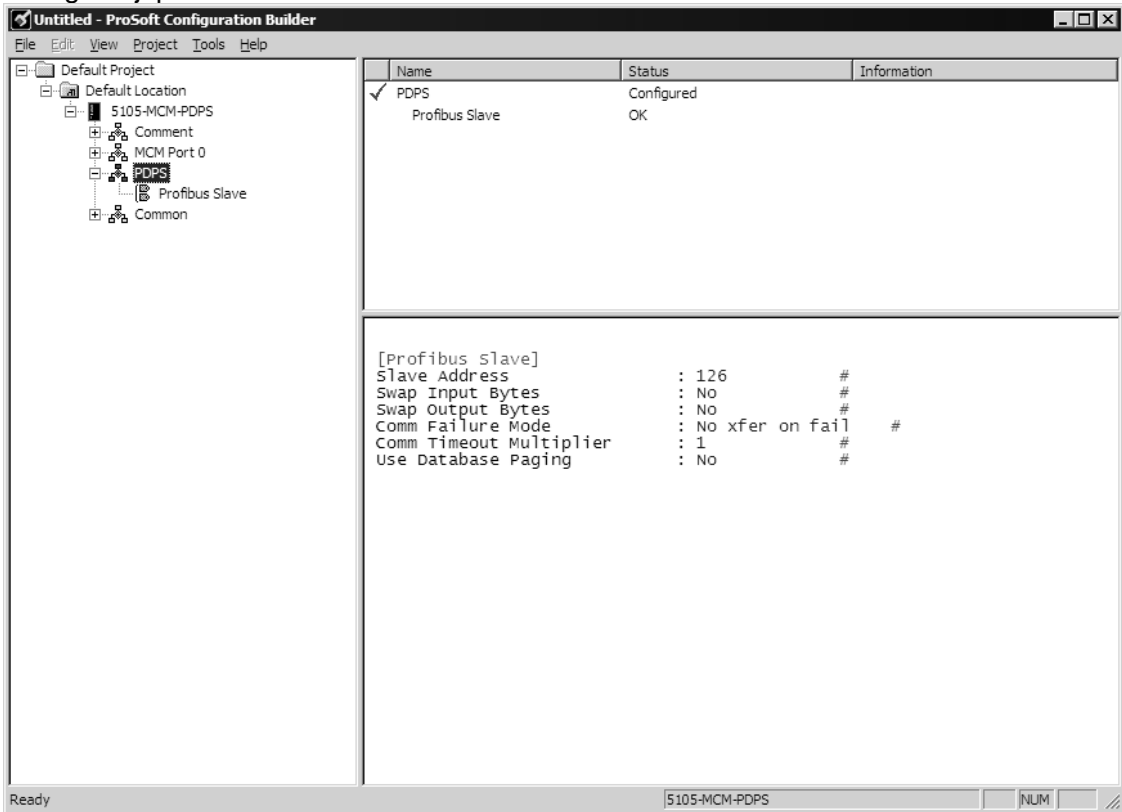 Untitled - ProSoft Configuration Builder
File Edit View Project Tools Help
Default Project
Default Location
5105-MCM-PDPS
Comment
MCM Port 0
PDPS
Profibus Slave
Common
Name Status Information
PDPS Configured
Profibus Slave OK
[Profibus Slave]
Slave Address : 126 #
Swap Input Bytes : No #
Swap Output Bytes : No #
Comm Failure Mode : No xfer on fail #
Comm Timeout Multiplier : 1 #
Use Database Paging : No #
Ready 5105-MCM-PDPS NUM